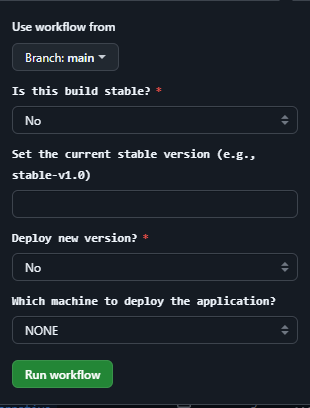 Use workflow from
Branch: main
Is this build stable? *
No
Set the current stable version (e.g.,
stable-v1.0)
Deploy new version? *
No
Which machine to deploy the application?
NONE
Run workflow